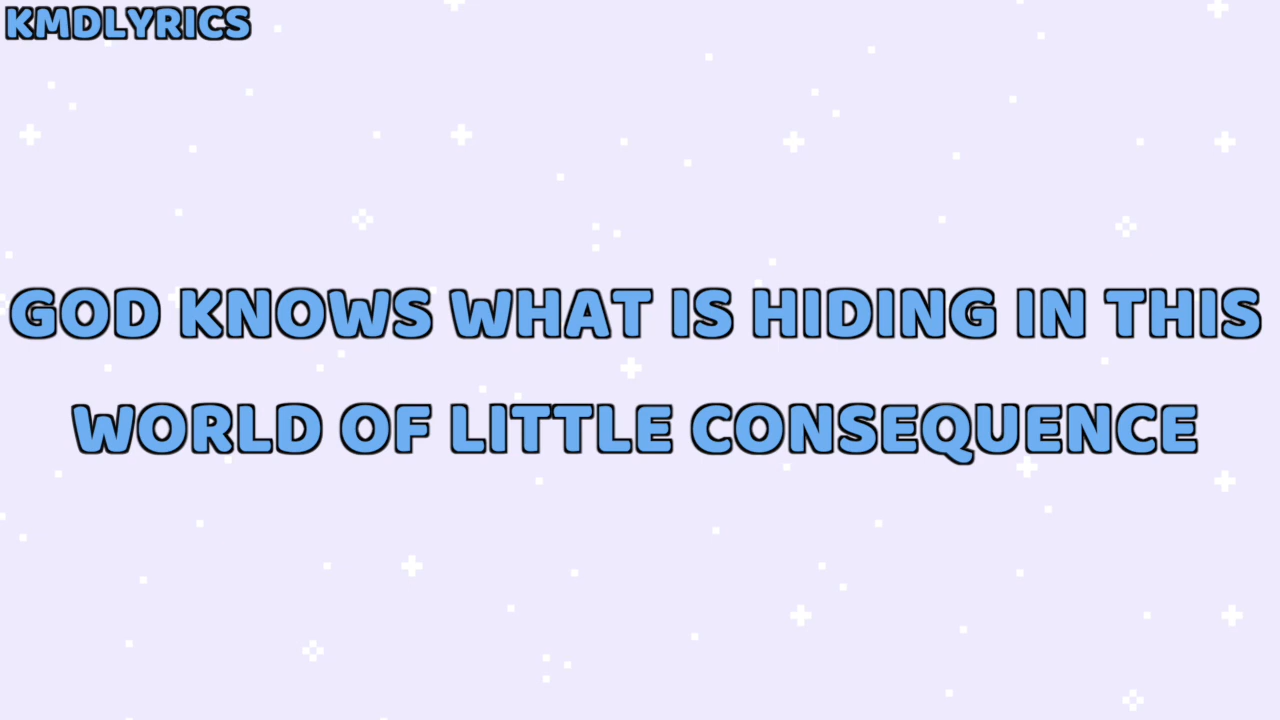 KMDLYRICS
GOD KNOWS WHAT IS HIDING IN THIS
WORLD OF LITTLE CONSEQUENCE